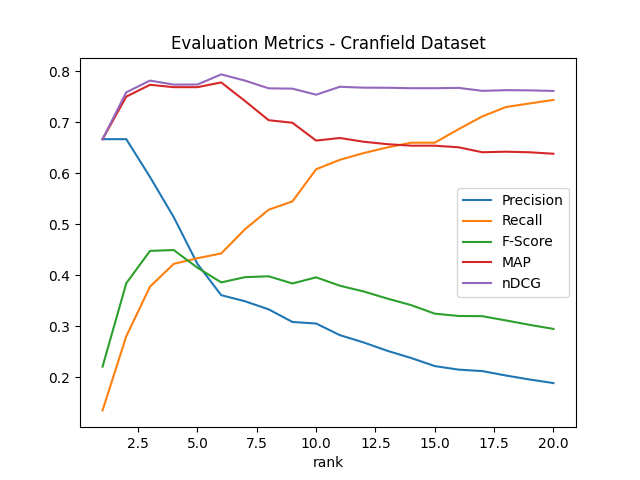 Evaluation Metrics - Cranfield Dataset
0.8
0.7
0.6
0.5
0.4
0.3
0.2
Precision
Recall
F-Score
MAP
nDCG
2.5 5.0 7.5 10.0 12.5 15.0 17.5 20.0
rank